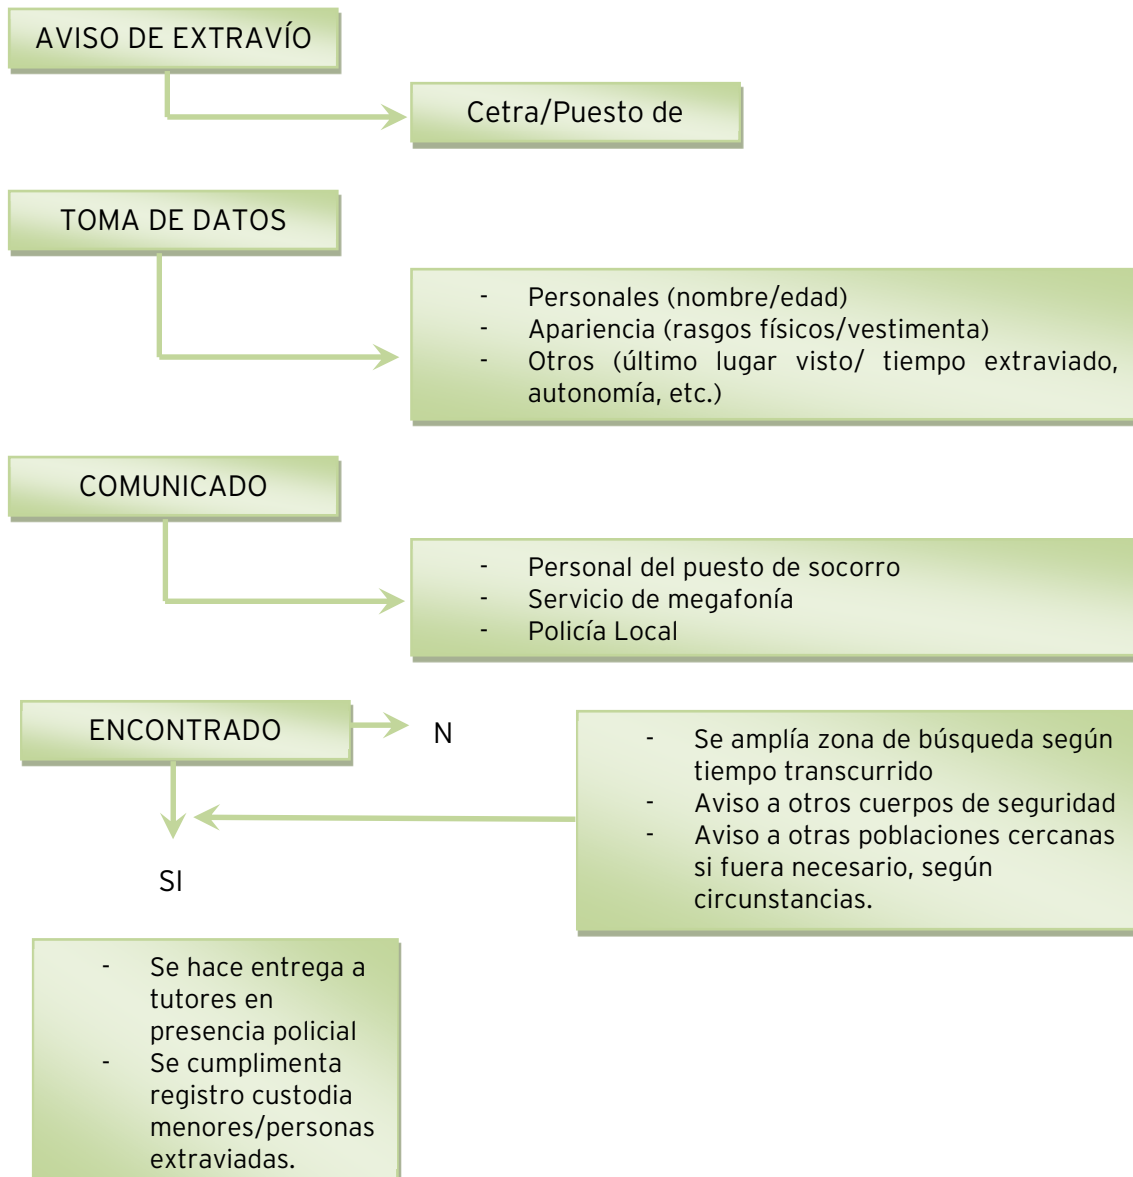 AVISO DE EXTRAVÍO
Cetra/Puesto de
TOMA DE DATOS
- Personales (nombre/edad)
- Apariencia (rasgos físicos/vestimenta)
- Otros (último lugar visto/ tiempo extraviado,
autonomía, etc.)
COMUNICADO
- Personal del puesto de socorro
- Servicio de megafonía
- Policía Local
ENCONTRADO
N
- Se amplía zona de búsqueda según
tiempo transcurrido
- Aviso a otros cuerpos de seguridad
- Aviso a otras poblaciones cercanas
si fuera necesario, según
circunstancias.
SI
- Se hace entrega a
tutores en
presencia policial
- Se cumplimenta
registro custodia
menores/personas
extraviadas.